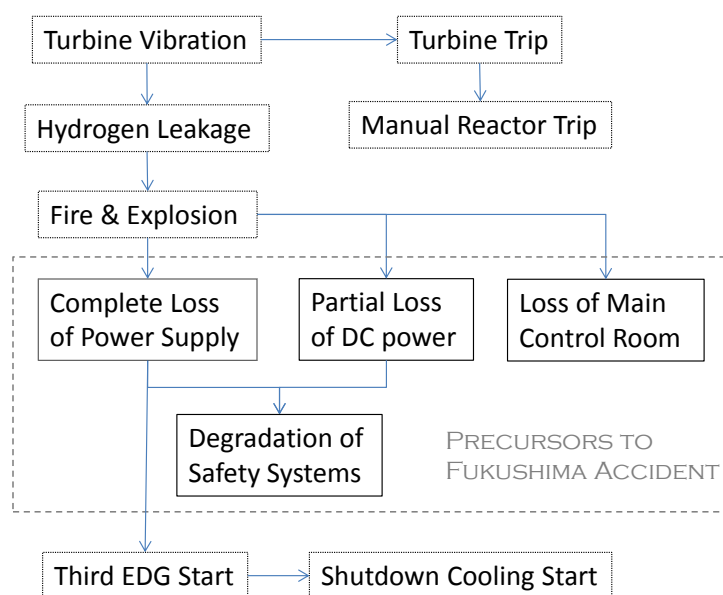 Turbine Vibration
Turbine Trip
Hydrogen Leakage
Manual Reactor Trip
Fire & Explosion
Complete Loss
of Power Supply
Partial Loss
of DC power
Loss of Main
Control Room
Degradation of
Safety Systems
PRECURSORS TO
FUKUSHIMA ACCIDENT
Third EDG Start
Shutdown Cooling Start